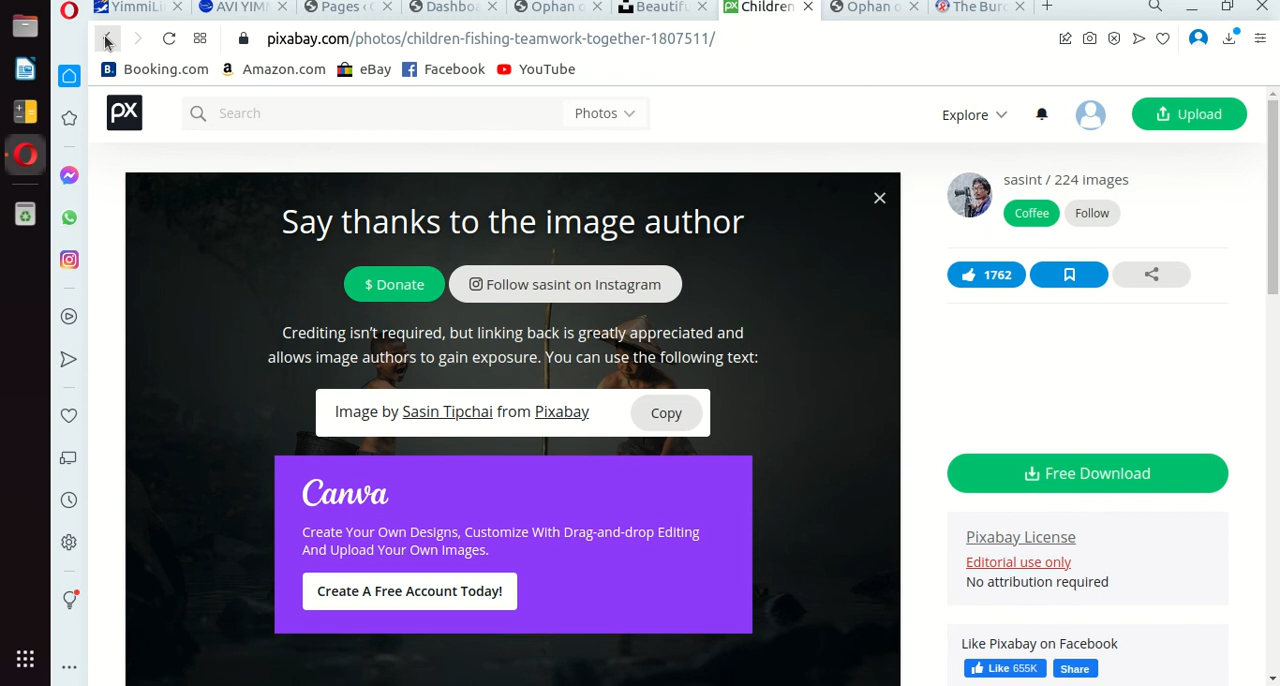 YimmiLi
AVI YIMI
Pages ‹
Dashbo
Ophan o
Beautifu
Children
Ophan o
The Bur
pixabay.com/photos/children-fishing-teamwork-together-1807511/
B. Booking.com
a Amazon.com
eBay
Facebook
YouTube
px
Search
Photos
Explore
Upload
sasint / 224 images
Coffee
Follow
Say thanks to the image author
$ Donate
Follow sasint on Instagram
1762
Crediting isn't required, but linking back is greatly appreciated and
allows image authors to gain exposure. You can use the following text:
Image by Sasin Tipchai from Pixabay
Copy
Free Download
Canva
Create Your Own Designs, Customize With Drag-and-drop Editing
And Upload Your Own Images.
Create A Free Account Today!
Pixabay License
Editorial use only
No attribution required
Like Pixabay on Facebook
Like 655K
Share